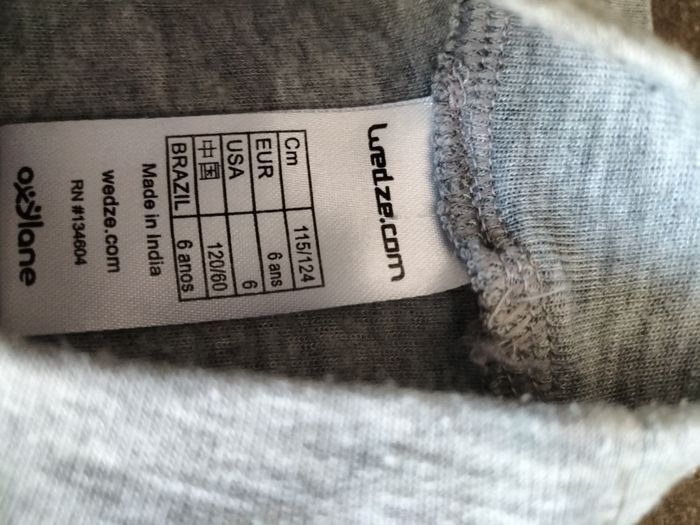 wedze.com
Cm 115/124
EUR 6 ans
USA 6
中国 120/60
BRAZIL 6 anos
Made in India
wedze.com
RN #134604
oxylane